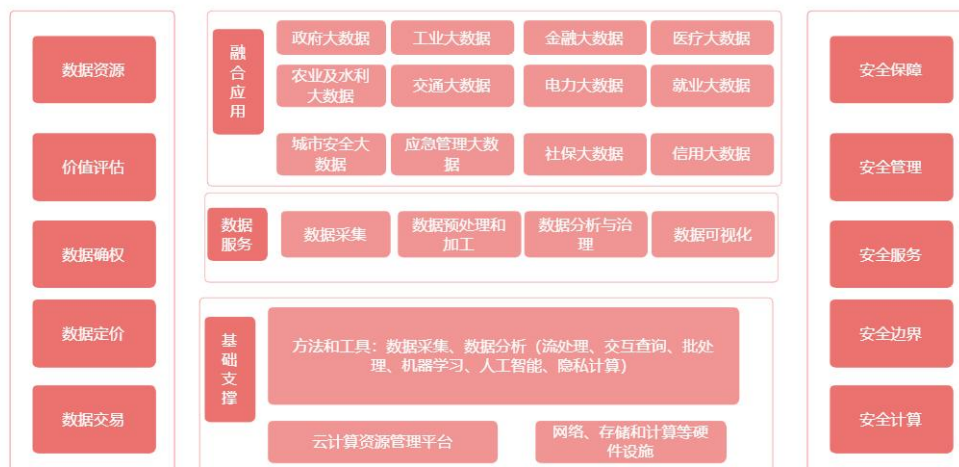 数据资源
价值评估
数据确权
数据定价
数据交易
融
合
应
用
政府大数据
工业大数据
金融大数据
医疗大数据
农业及水利
大数据
交通大数据
电力大数据
就业大数据
城市安全大
数据
应急管理大数
据
社保大数据
信用大数据
数据
服务
数据采集
数据预处理和
加工
数据分析与治
理
数据可视化
基
础
支
撑
方法和工具：数据采集、数据分析（流处理、交互查询、批处
理、机器学习、人工智能、隐私计算）
云计算资源管理平台
网络、存储和计算等硬
件设施
安全保障
安全管理
安全服务
安全边界
安全计算